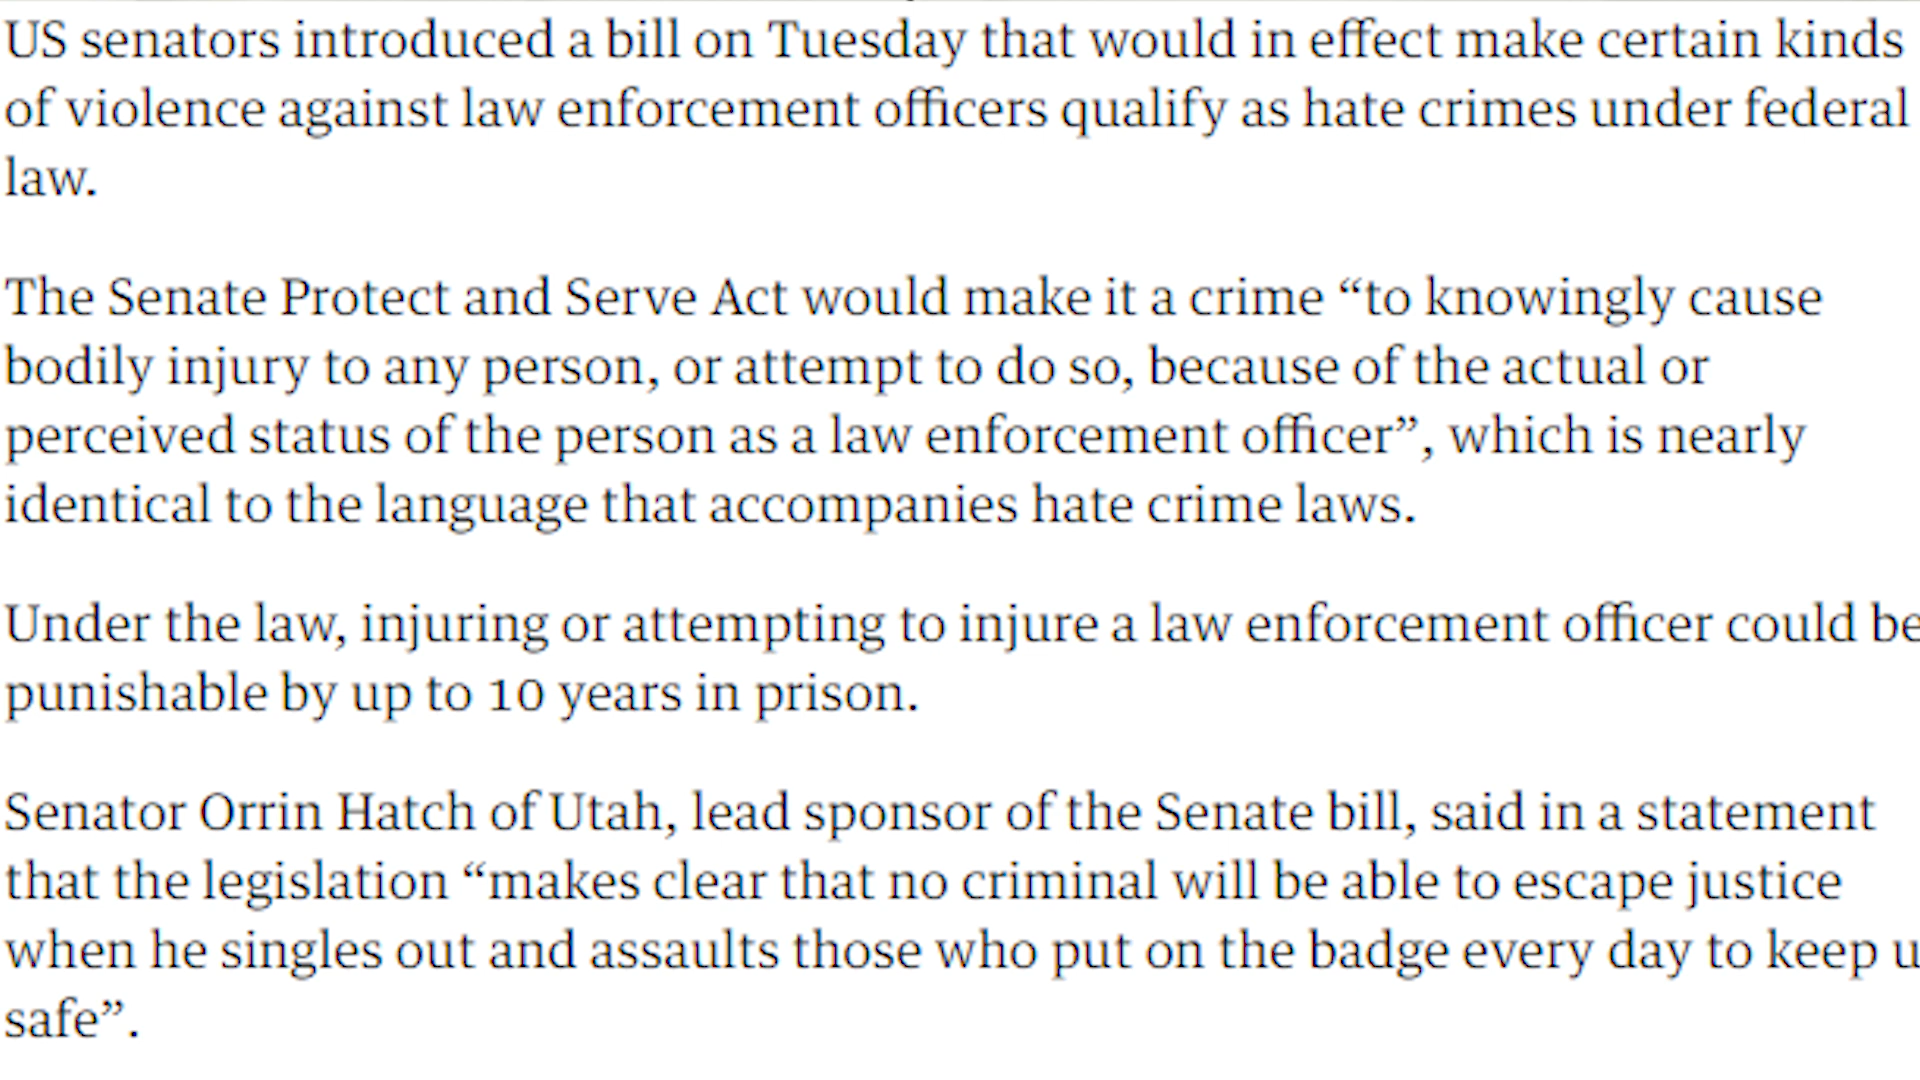 US senators introduced a bill on Tuesday that would in effect make certain kinds
of violence against law enforcement officers qualify as hate crimes under federal
law.
The Senate Protect and Serve Act would make it a crime “to knowingly cause
bodily injury to any person, or attempt to do so, because of the actual or
perceived status of the person as a law enforcement officer”, which is nearly
identical to the language that accompanies hate crime laws.
Under the law, injuring or attempting to injure a law enforcement officer could be
punishable by up to 10 years in prison.
Senator Orrin Hatch of Utah, lead sponsor of the Senate bill, said in a statement
that the legislation “makes clear that no criminal will be able to escape justice
when he singles out and assaults those who put on the badge every day to keep u
safe”.